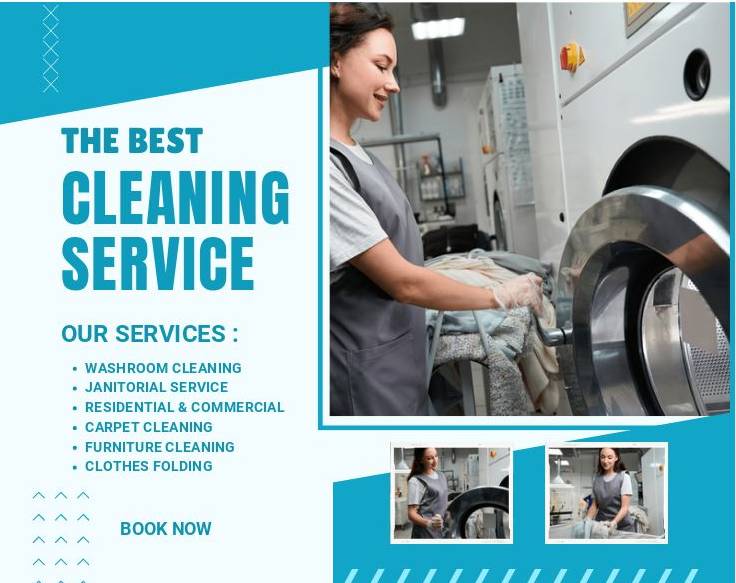 THE BEST
CLEANING
SERVICE
OUR SERVICES :
WASHROOM CLEANING
JANITORIAL SERVICE
RESIDENTIAL & COMMERCIAL
CARPET CLEANING
FURNITURE CLEANING
CLOTHES FOLDING
BOOK NOW